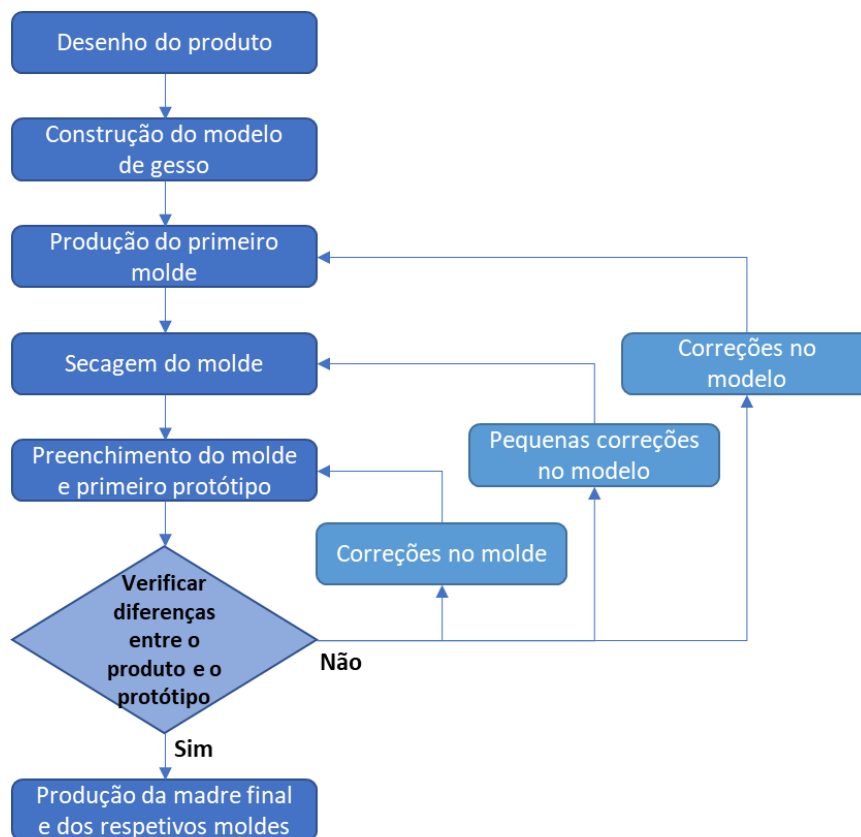 Desenho do produto
Construção do modelo
de gesso
Produção do primeiro
molde
Secagem do molde
Correções no
modelo
Preenchimento do molde
e primeiro protótipo
Pequenas correções
no modelo
Correções no molde
Verificar
diferenças
entre o
produto e o
protótipo
Não
Sim
Produção da madre final
e dos respetivos moldes